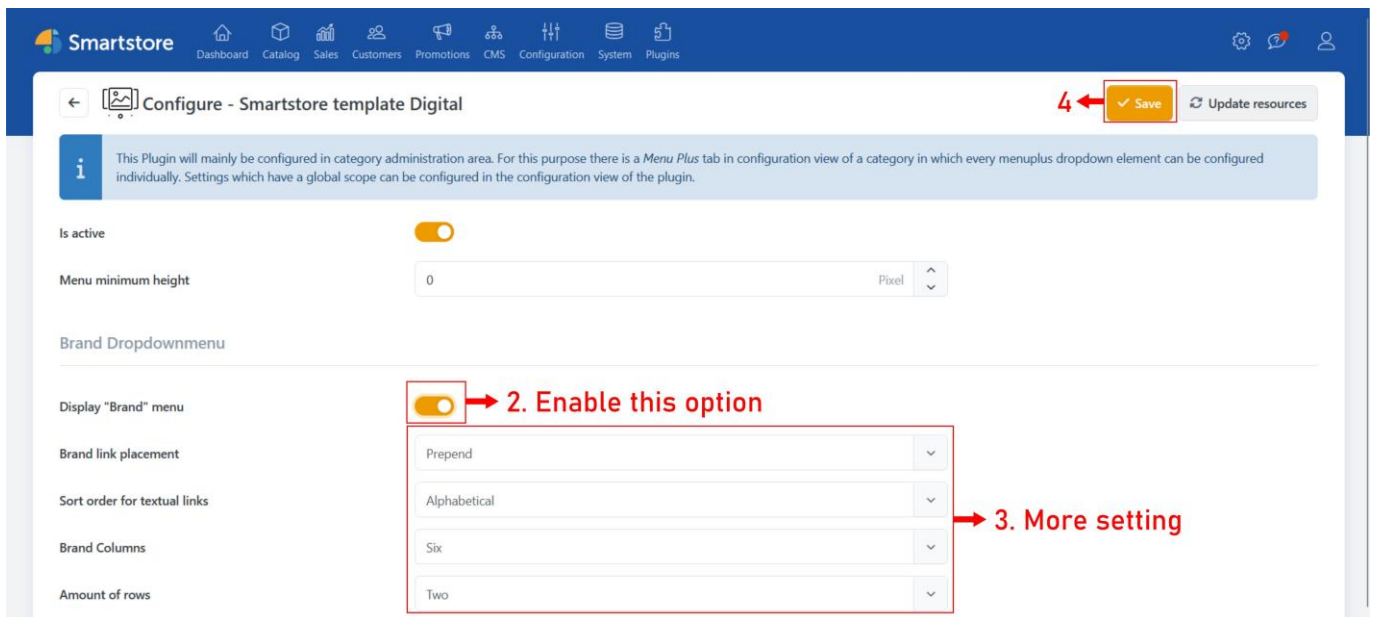 Smartstore
Dashboard Catalog Sales Customers Promotions CMS Configuration System Plugins
Configure - Smartstore template Digital
4
Save
Update resources
This Plugin will mainly be configured in category administration area. For this purpose there is a Menu Plus tab in configuration view of a category in which every menuplus dropdown element can be configured
individually. Settings which have a global scope can be configured in the configuration view of the plugin.
Is active
Menu minimum height
0
Pixel
Brand Dropdownmenu
Display "Brand" menu
2. Enable this option
Brand link placement
Prepend
Sort order for textual links
Alphabetical
3. More setting
Brand Columns
Six
Amount of rows
Two